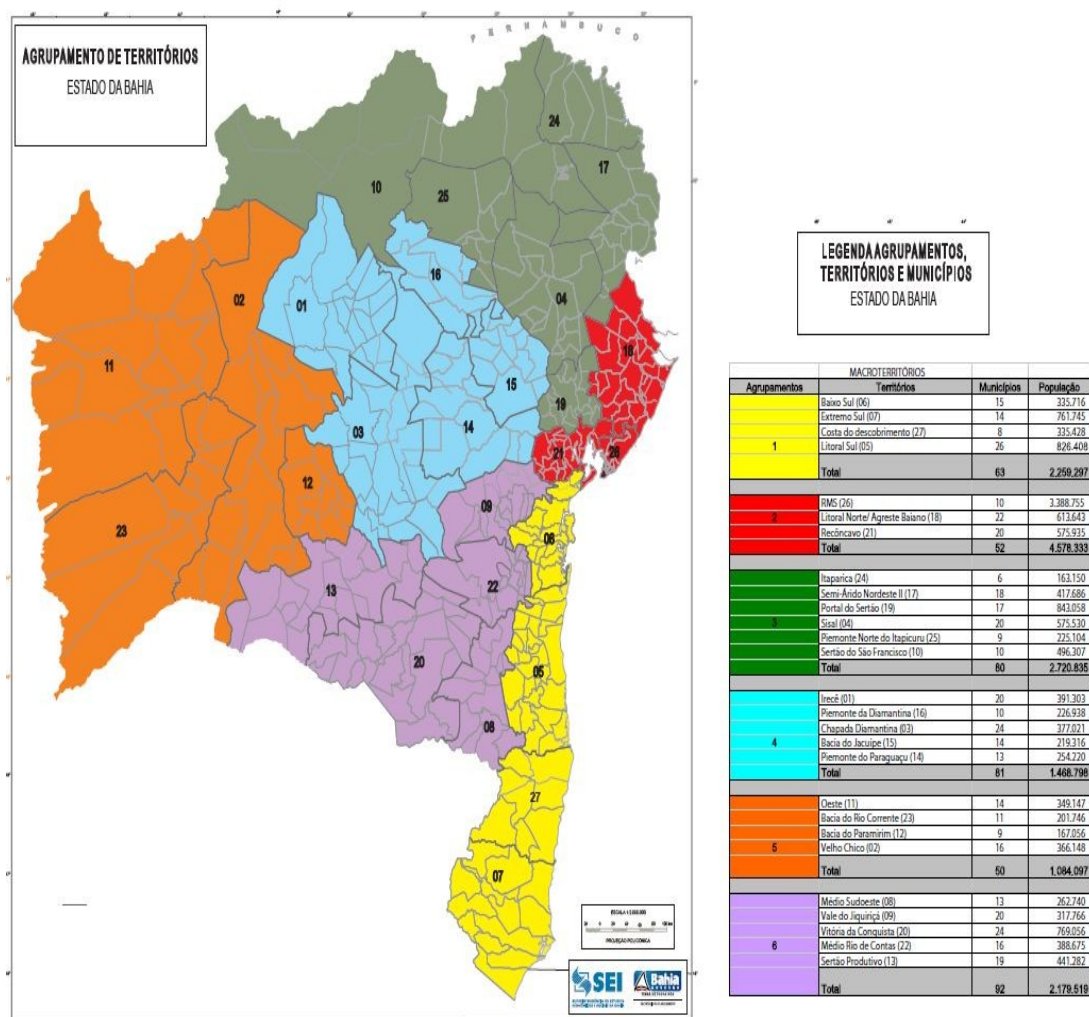 PERNAMBUCO
AGRUPAMENTO DE TERRITÓRIOS
ESTADO DA BAHIA
24
17
10
25
16
02
01
04
18
11
15
19
03
14
21
26
12
09
23
06
13
22
20
05
08
27
07
PROJEÇÃO POLICÔNICA
SEI
Bahia
LEGENDA AGRUPAMENTOS,
TERRITÓRIOS E MUNICÍPIOS
ESTADO DA BAHIA
MACROTERRITÓRIOS
Agrupamentos Territórios Municípios População
Baixo Sul (06) 15 335.716
Extremo Sul (07) 14 761.745
Costa do descobrimento (27) 8 335.428
1 Litoral Sul (05) 26 826.408
Total 63 2.259.297
RMS (26) 10 3.388.755
2 Litoral Norte/ Agreste Baiano (18) 22 613.643
Recôncavo (21) 20 575.935
Total 52 4.578.333
Itaparica (24) 6 163.150
Semi-Árido Nordeste II (17) 18 417.686
Portal do Sertão (19) 17 843.058
3 Sisal (04) 20 575.530
Piemonte Norte do Itapicuru (25) 9 225.104
Sertão do São Francisco (10) 10 496.307
Total 80 2.720.835
Irecê (01) 20 391.303
Piemonte da Diamantina (16) 10 226.938
Chapada Diamantina (03) 24 377.021
4 Bacia do Jacuipe (15) 14 219.316
Piemonte do Paraguaçu (14) 13 254.220
Total 81 1.468.798
Oeste (11) 14 349.147
Bacia do Rio Corrente (23) 11 201.746
Bacia do Paramirim (12) 9 167.056
5 Velho Chico (02) 16 366.148
Total 50 1.084.097
Médio Sudoeste (08) 13 262.740
Vale do Jiquiriçá (09) 20 317.766
Vitória da Conquista (20) 24 769.056
6 Médio Rio de Contas (22) 16 388.675
Sertão Produtivo (13) 19 441.282
Total 92 2.179.519